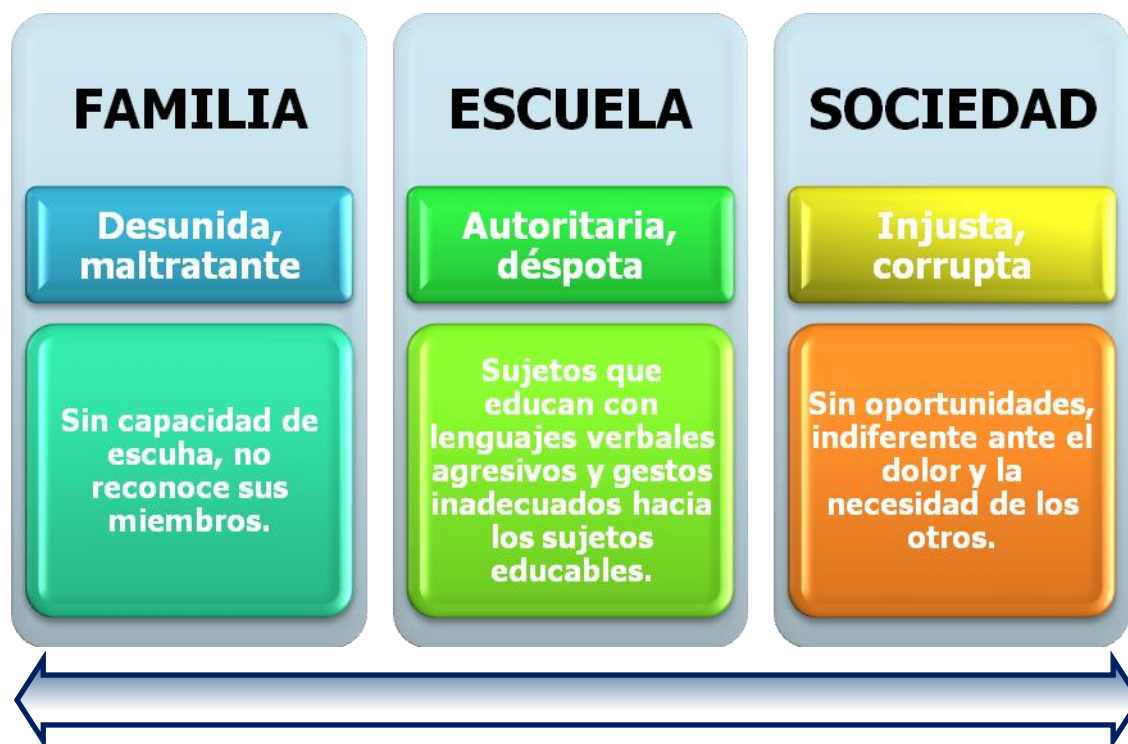 FAMILIA
Desunida,
maltratante
Sin capacidad de
escuha, no
reconoce sus
miembros.
ESCUELA
Autoritaria,
déspota
Sujetos que
educan con
lenguajes verbales
agresivos y gestos
inadecuados hacia
los sujetos
educables.
SOCIEDAD
Injusta,
corrupta
Sin oportunidades,
indiferente ante el
dolor y la
necesidad de los
otros.